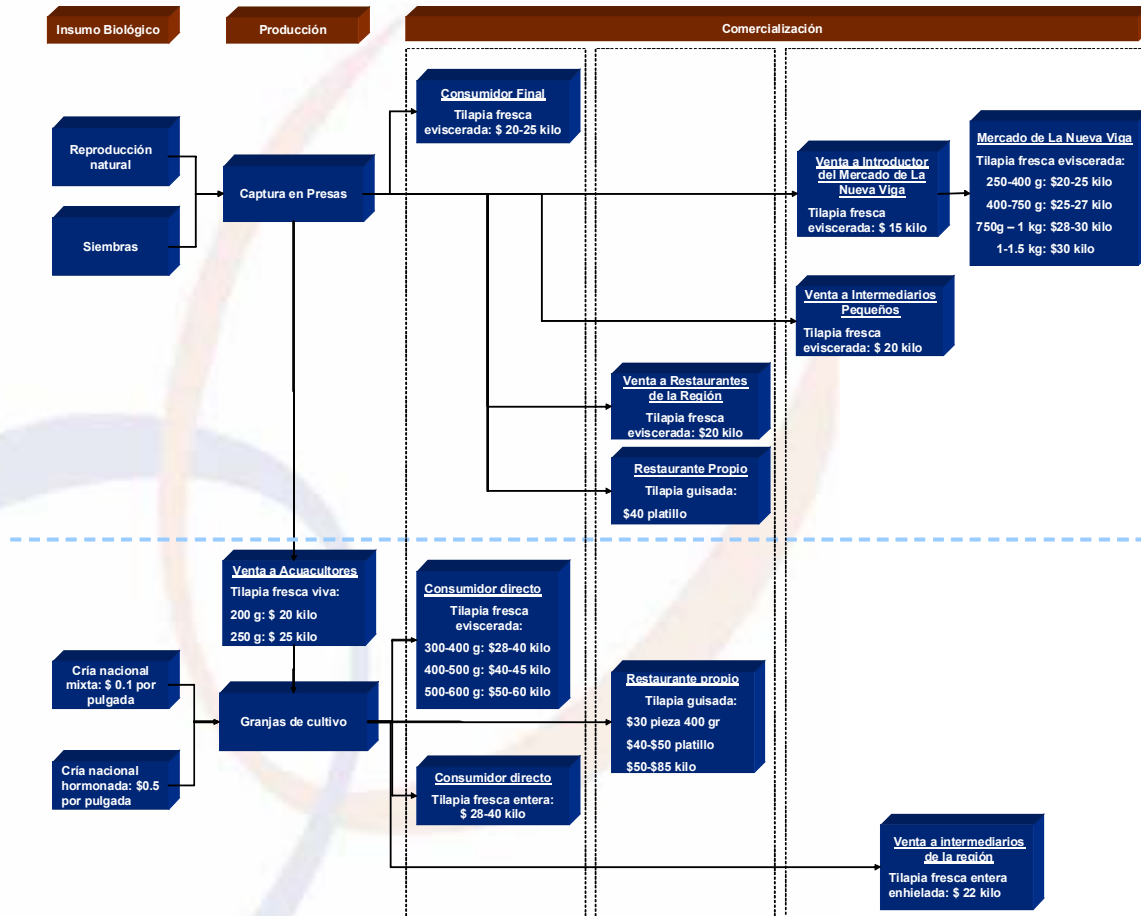 Insumo Biológico
Producción
Comercialización
Consumidor Final
Tilapia fresca
eviscerada: $ 20-25 kilo
Reproducción
natural
Siembras
Captura en Presas
Venta a Introductor
del Mercado de La
Nueva Viga
Tilapia fresca
eviscerada: $ 15 kilo
Mercado de La Nueva Viga
Tilapia fresca eviscerada:
250-400 g: $20-25 kilo
400-750 g: $25-27 kilo
750g – 1 kg: $28-30 kilo
1-1.5 kg: $30 kilo
Venta a Intermediarios
Pequeños
Tilapia fresca
eviscerada: $ 20 kilo
Venta a Restaurantes
de la Región
Tilapia fresca
eviscerada: $20 kilo
Restaurante Propio
Tilapia guisada:
$40 platillo
Venta a Acuacultores
Tilapia fresca viva:
200 g: $ 20 kilo
250 g: $ 25 kilo
Consumidor directo
Tilapia fresca
eviscerada:
300-400 g: $28-40 kilo
400-500 g: $40-45 kilo
500-600 g: $50-60 kilo
Cría nacional
mixta: $ 0.1 por
pulgada
Cría nacional
hormonada: $0.5
por pulgada
Granjas de cultivo
Restaurante propio
Tilapia guisada:
$30 pieza 400 gr
$40-$50 platillo
$50-$85 kilo
Consumidor directo
Tilapia fresca entera:
$ 28-40 kilo
Venta a intermediarios
de la región
Tilapia fresca entera
enhielada: $ 22 kilo